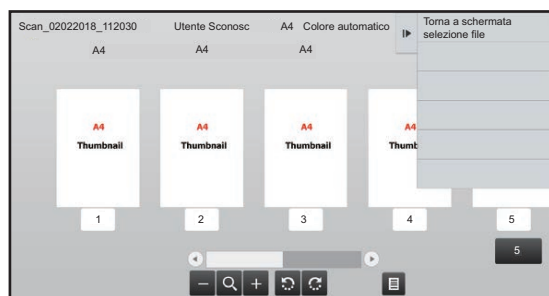 Scan_02022018_112030 Utente Sconosc A4 Colore automatico
Torna a schermata
selezione file
A4 A4 A4
A4 A4 A4 A4
Thumbnail Thumbnail Thumbnail Thumb
1 2 3 4 5
5